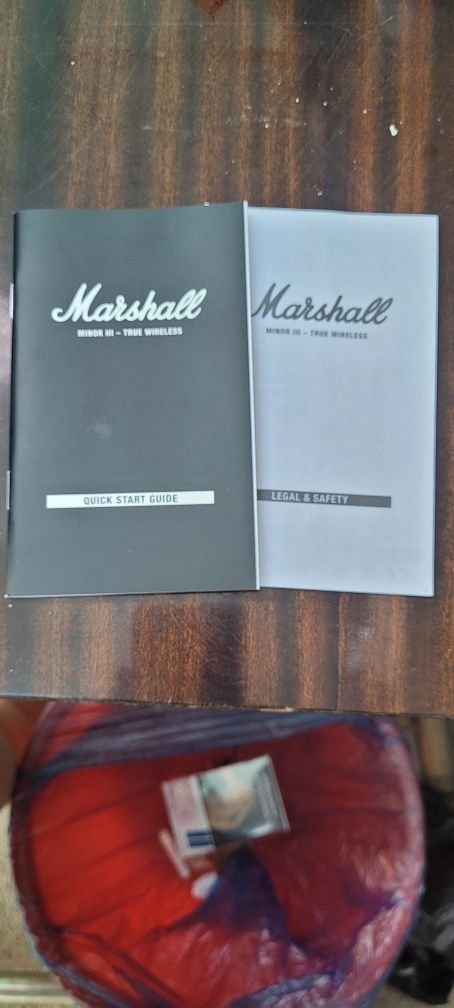 Marshall
MINOR III – TRUE WIRELESS
QUICK START GUIDE
Marshall
MINOR III – TRUE WIRELESS
LEGAL & SAFETY